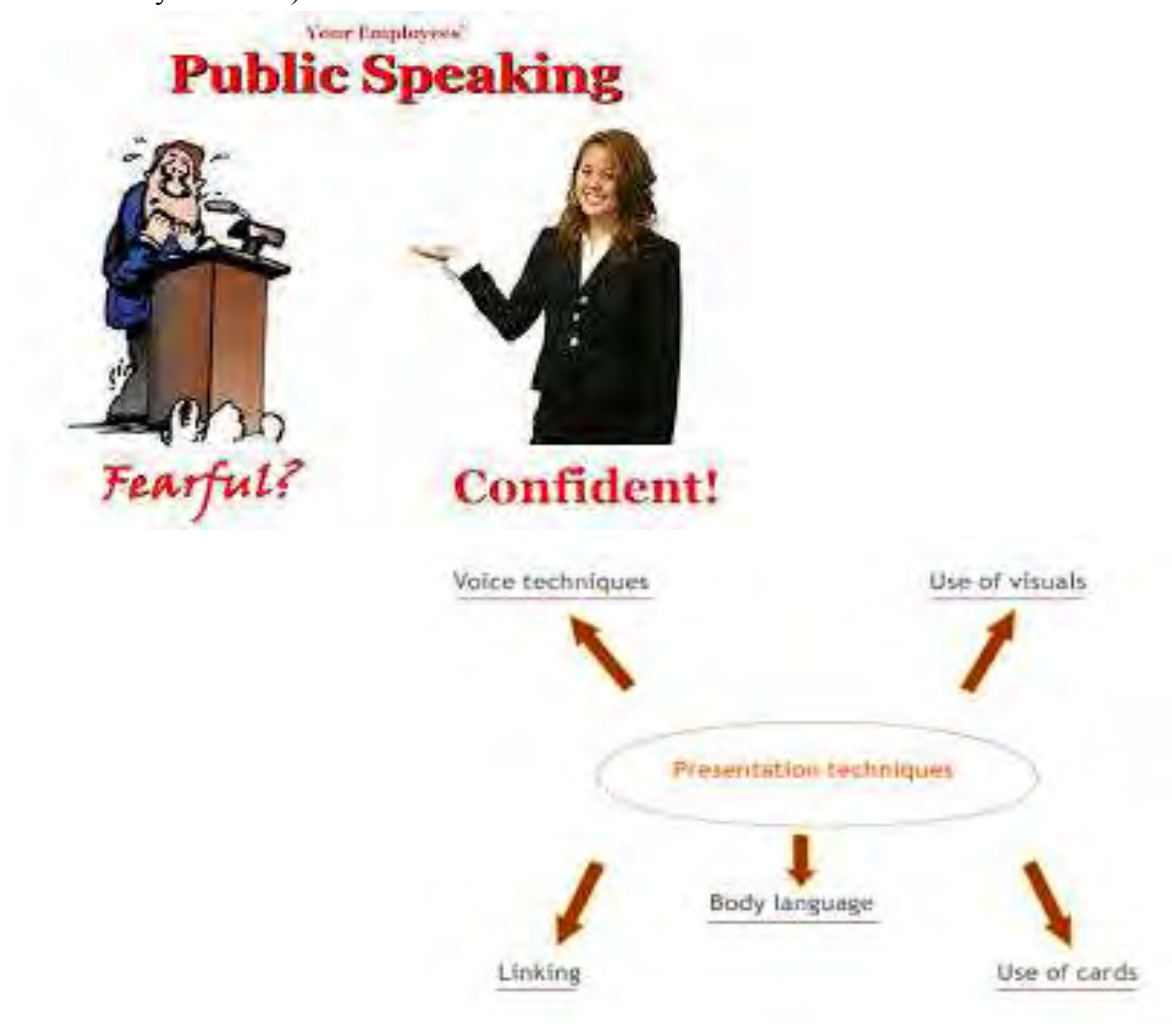 Your Employees'
Public Speaking
Fearful?
Confident!
Voice techniques
Use of visuals
Presentation techniques
Body language
Linking
Use of cards